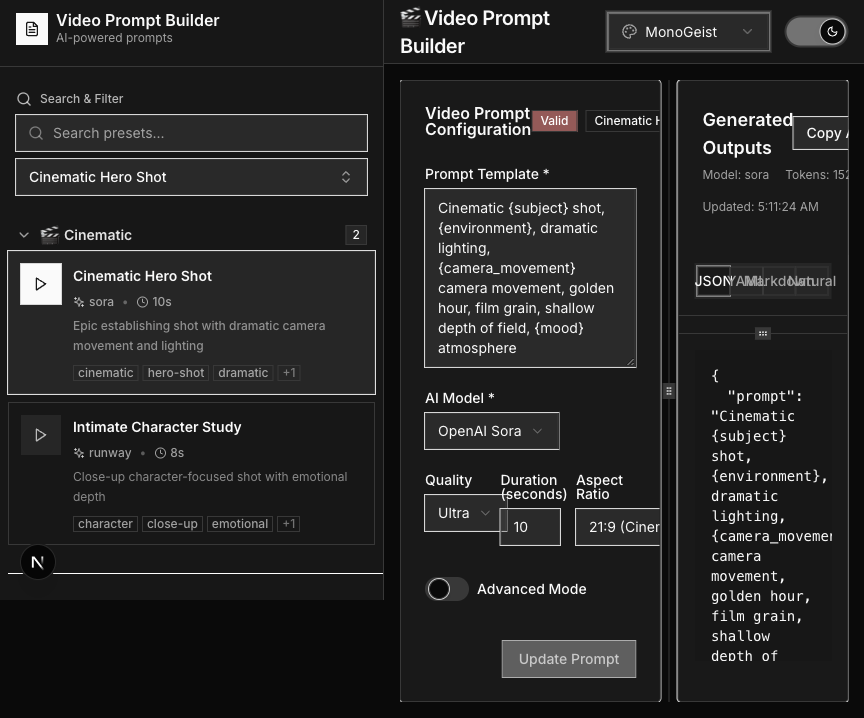 Video Prompt Builder
AI-powered prompts
Search & Filter
Search presets...
Cinematic Hero Shot
Cinematic
2
Cinematic Hero Shot
sora • 10s
Epic establishing shot with dramatic camera
movement and lighting
cinematic hero-shot dramatic +1
Intimate Character Study
runway • 8s
Close-up character-focused shot with emotional
depth
character close-up emotional +1
N
Video Prompt
Builder
MonoGeist
Video Prompt
Configuration
Valid
Cinematic H
Prompt Template *
Cinematic {subject} shot,
{environment}, dramatic
lighting,
{camera_movement}
camera movement, golden
hour, film grain, shallow
depth of field, {mood}
atmosphere
AI Model *
OpenAI Sora
Quality
Ultra
Duration
(seconds)
10
Aspect
Ratio
21:9 (Ciner
Advanced Mode
Update Prompt
Generated
Outputs
Copy A
Model: sora Tokens: 152
Updated: 5:11:24 AM
JSON YAML Markdown Natural
{
"prompt":
"Cinematic
{subject}
shot,
{environment},
dramatic
lighting,
{camera_movemen
camera
movement,
golden hour,
film grain,
shallow
depth of